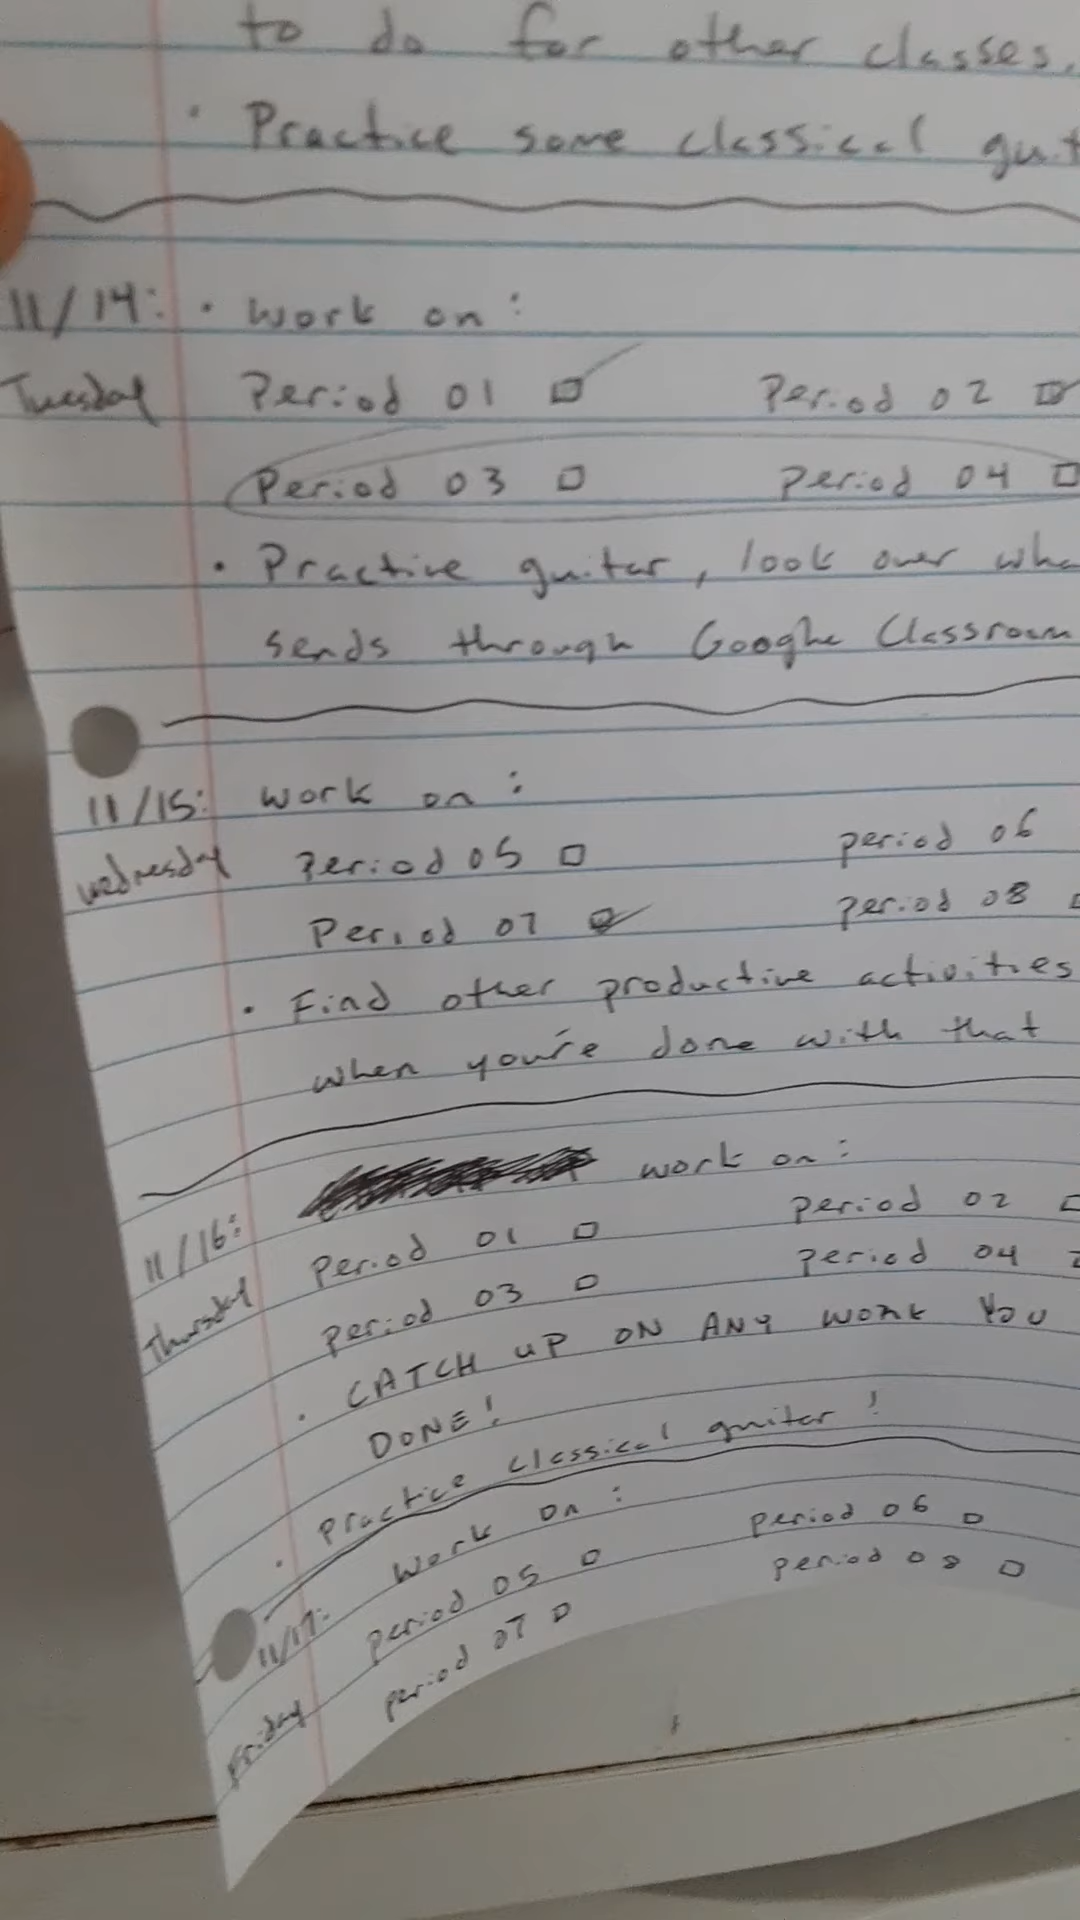 to do for other classes.
• Practice some classical guit
11/14: • Work on:
Tuesday Period 01 Period 02
Period 03 Period 04
• Practice guitar, look over wha
sends through Google Classroom
11/15: Work on:
Wednesday Period 05 period 06
Period 07 period 08
• Find other productive activities
when you're done with that
11/16: work on:
Thursday Period 01 period 02
period 03 period 04
• CATCH UP ON ANY WORK YOU
DONE!
• Practice classical guitar!
11/17: Work on:
Friday period 05 period 06
period 07 period 08